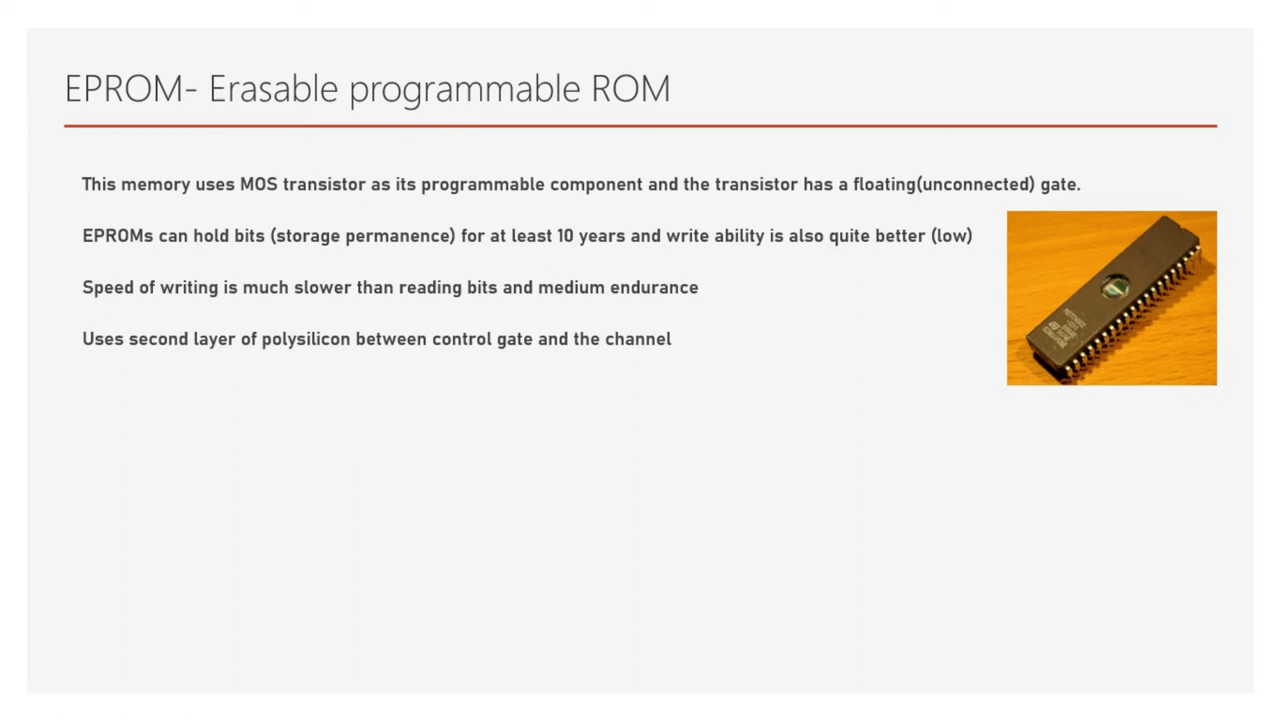 EPROM- Erasable programmable ROM
This memory uses MOS transistor as its programmable component and the transistor has a floating(unconnected) gate.
EPROMs can hold bits (storage permanence) for at least 10 years and write ability is also quite better (low)
Speed of writing is much slower than reading bits and medium endurance
Uses second layer of polysilicon between control gate and the channel